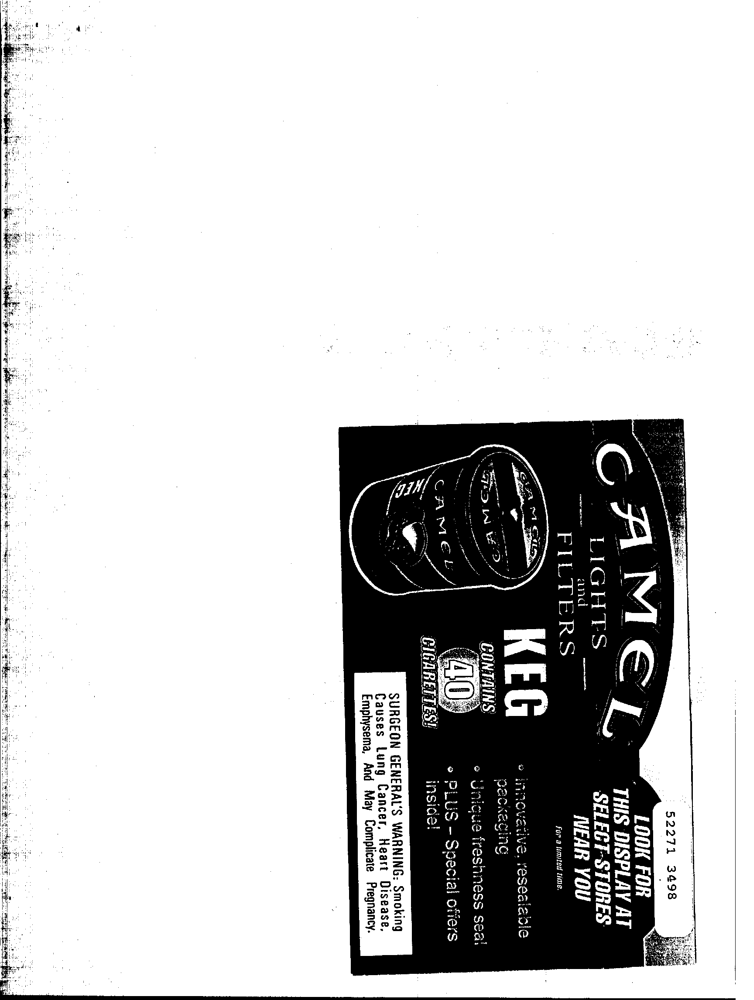 52271 3498
CAMEL
LIGHTS
and
FILTERS
LOOK FOR
THIS DISPLAY AT
SELECT STORES
NEAR YOU
For a limited time.
KEG
CONTAINS
40
CIGARETTES!
• Innovative, resealable
packaging
• Unique freshness seal
• PLUS – Special offers
inside!
CAMEL
CAMEL
CAMEL
KEG
SURGEON GENERAL'S WARNING: Smoking
Causes Lung Cancer, Heart Disease,
Emphysema, And May Complicate Pregnancy.